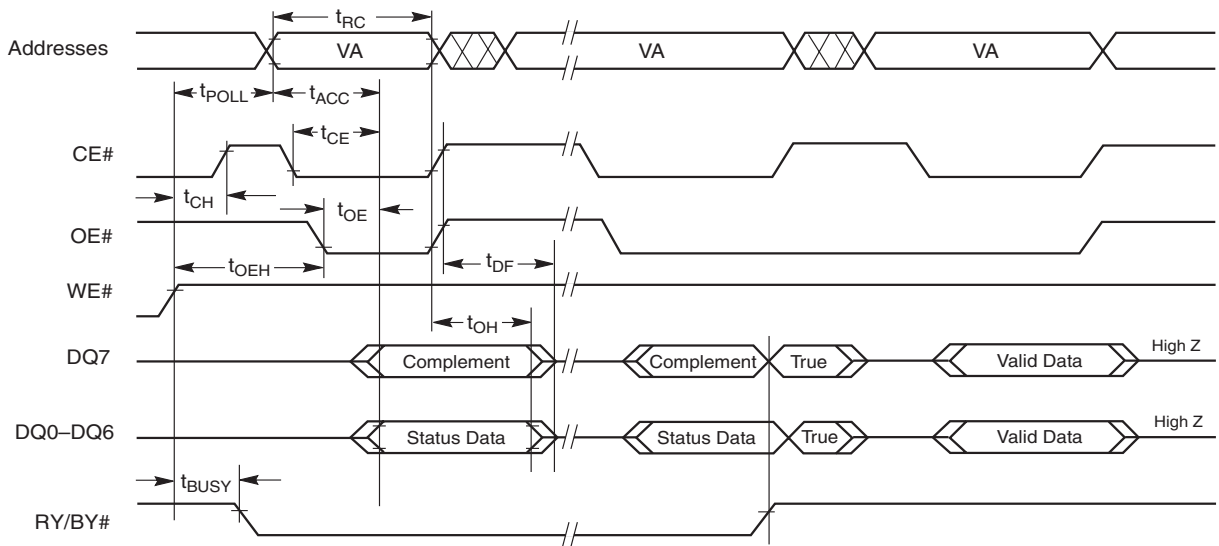 tRC
Addresses VA VA VA
tPOLL tACC
tCE
CE#
tCH tOE
OE#
tOEH tDF
WE#
tOH
DQ7 Complement Complement True Valid Data High Z
DQ0–DQ6 Status Data Status Data True Valid Data High Z
tBUSY
RY/BY#